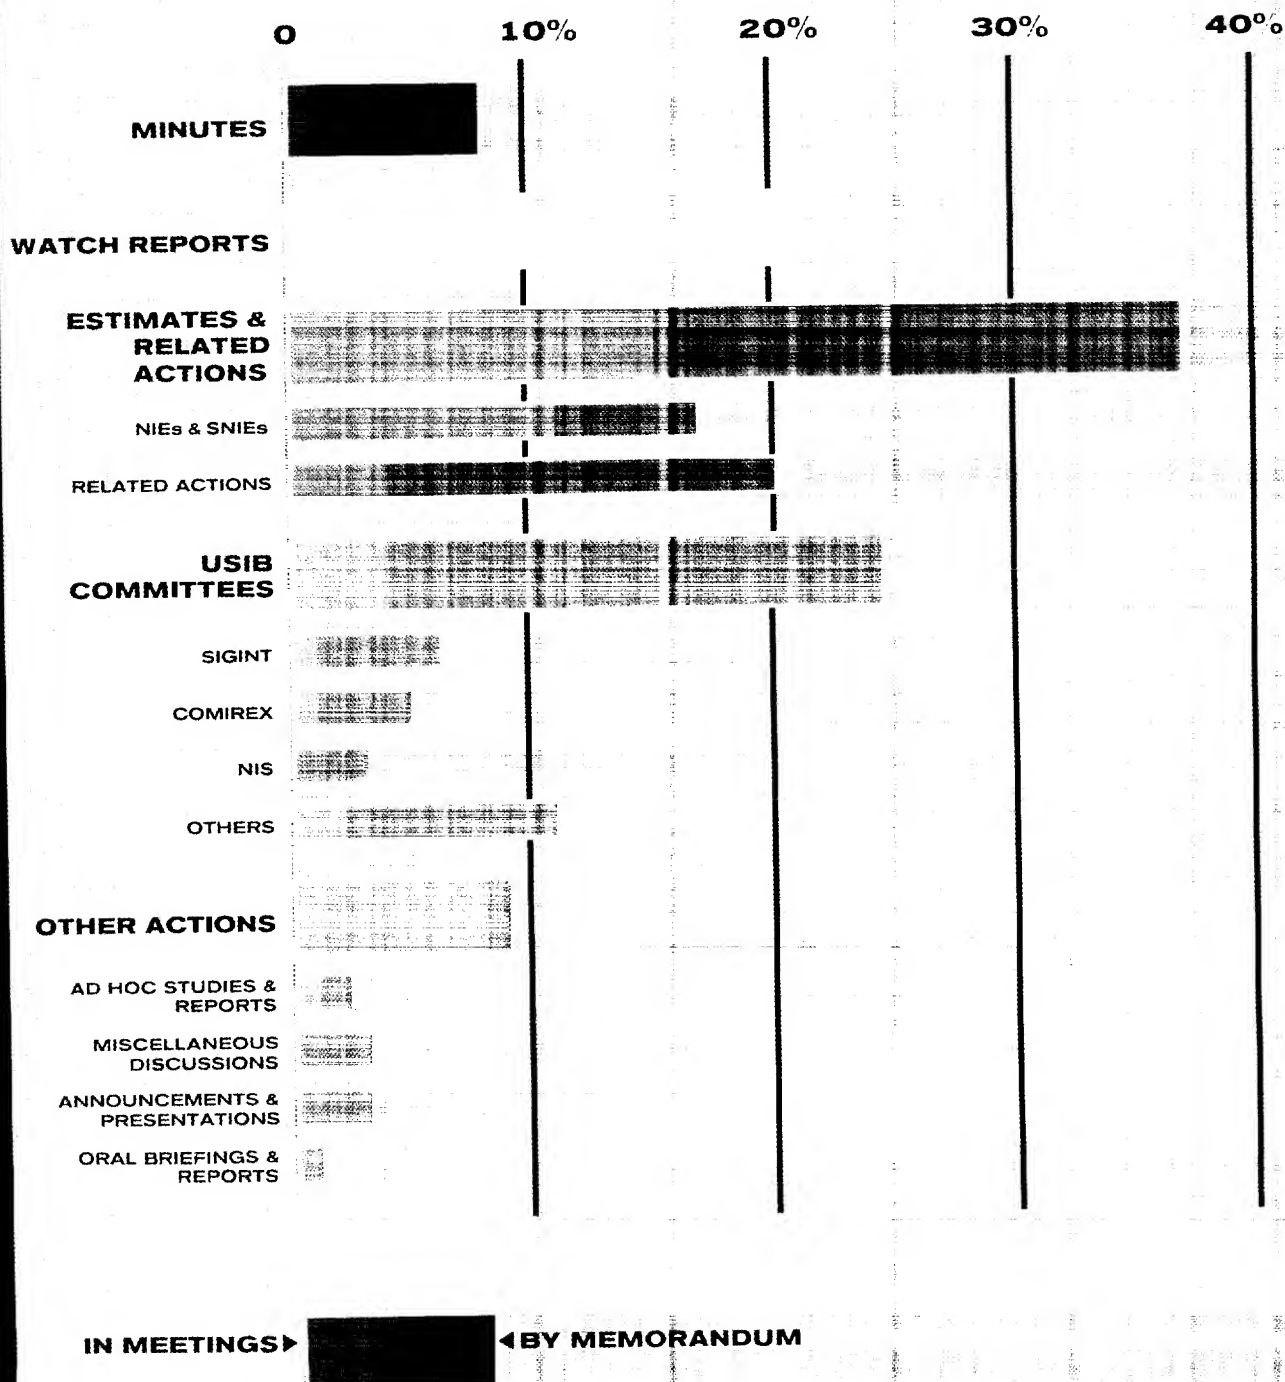 0 10% 20% 30% 40%
MINUTES
WATCH REPORTS
ESTIMATES &
RELATED
ACTIONS
NIEs & SNIEs
RELATED ACTIONS
USIB
COMMITTEES
SIGINT
COMIREX
NIS
OTHERS
OTHER ACTIONS
AD HOC STUDIES &
REPORTS
MISCELLANEOUS
DISCUSSIONS
ANNOUNCEMENTS &
PRESENTATIONS
ORAL BRIEFINGS &
REPORTS
IN MEETINGS BY MEMORANDUM